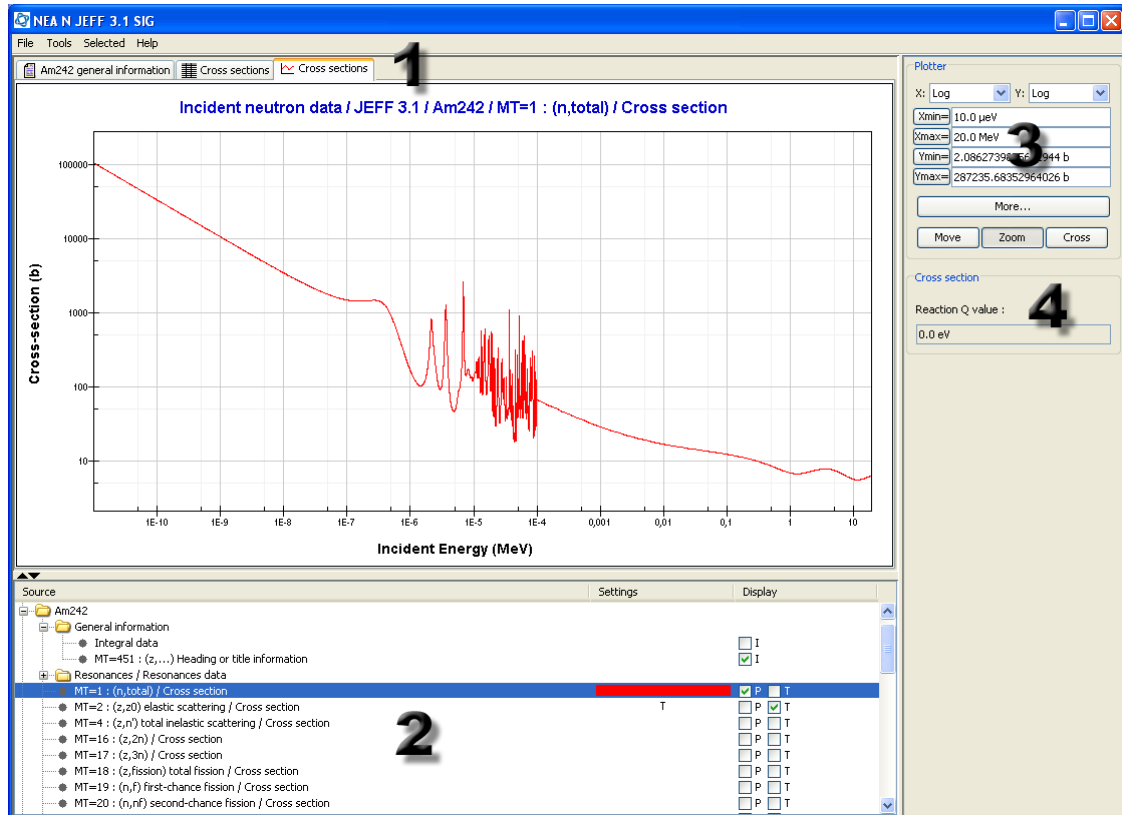 NEA N JEFF 3.1 SIG
File Tools Selected Help
Am242 general information Cross sections Cross sections
1
Incident neutron data / JEFF 3.1 / Am242 / MT=1 : (n,total) / Cross section
Cross-section (b)
100000
10000
1000
100
10
1E-10 1E-9 1E-8 1E-7 1E-6 1E-5 1E-4 0,001 0,01 0,1 1 10
Incident Energy (MeV)
Plotter
X: Log Y: Log
Xmin= 10.0 µeV
Xmax= 20.0 MeV
Ymin=
Ymax= 287235.68352964026 b
3
More...
Move Zoom Cross
Cross section
Reaction Q value :
0.0 eV
4
Source Settings Display
Am242
General information
Integral data I
MT=451 : (z,...) Heading or title information I
Resonances / Resonances data
MT=1 : (n,total) / Cross section P T
MT=2 : (z,z0) elastic scattering / Cross section T P T
MT=4 : (z,n') total inelastic scattering / Cross section P T
MT=16 : (z,2n) / Cross section P T
MT=17 : (z,3n) / Cross section P T
MT=18 : (z,fission) total fission / Cross section P T
MT=19 : (n,f) first-chance fission / Cross section P T
MT=20 : (n,nf) second-chance fission / Cross section P T
2